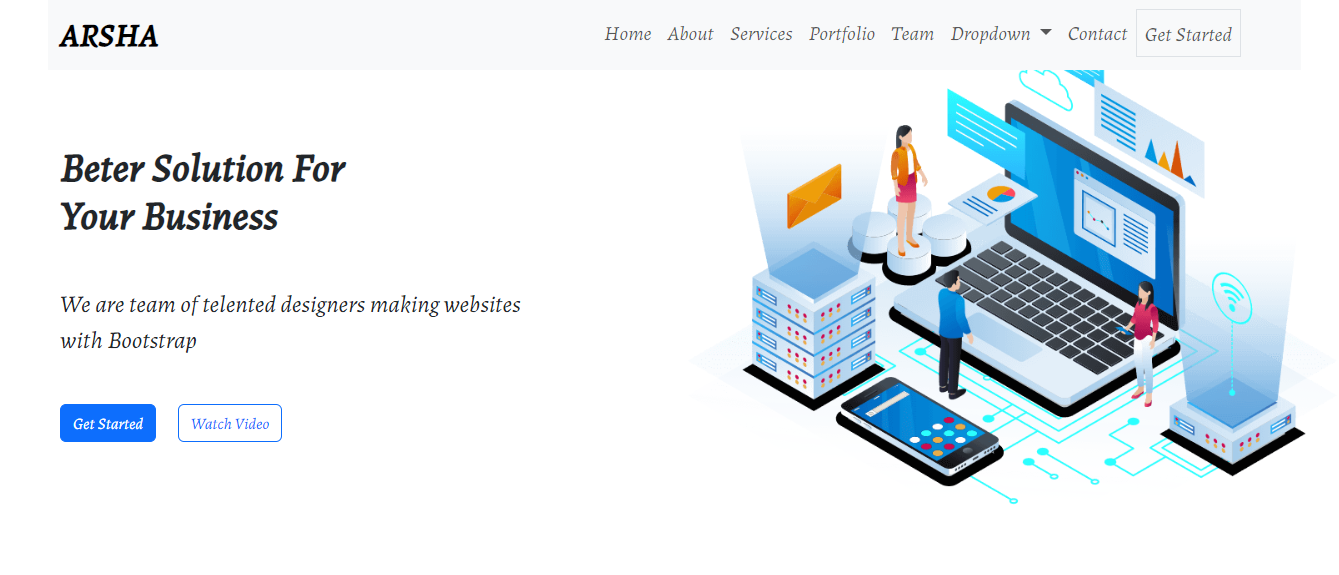 ARSHA
Home About Services Portfolio Team Dropdown Contact Get Started
Beter Solution For
Your Business
We are team of telented designers making websites
with Bootstrap
Get Started Watch Video